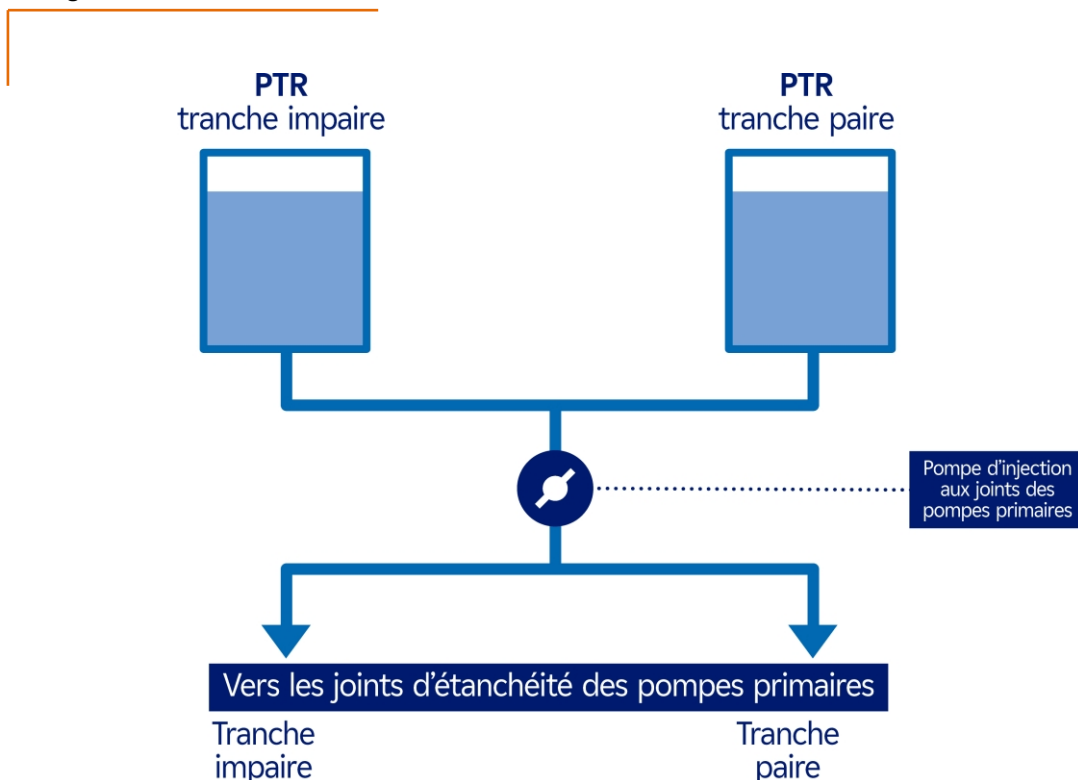 PTR
tranche impaire
PTR
tranche paire
Pompe d'injection
aux joints des
pompes primaires
Vers les joints d'étanchéité des pompes primaires
Tranche
impaire
Tranche
paire